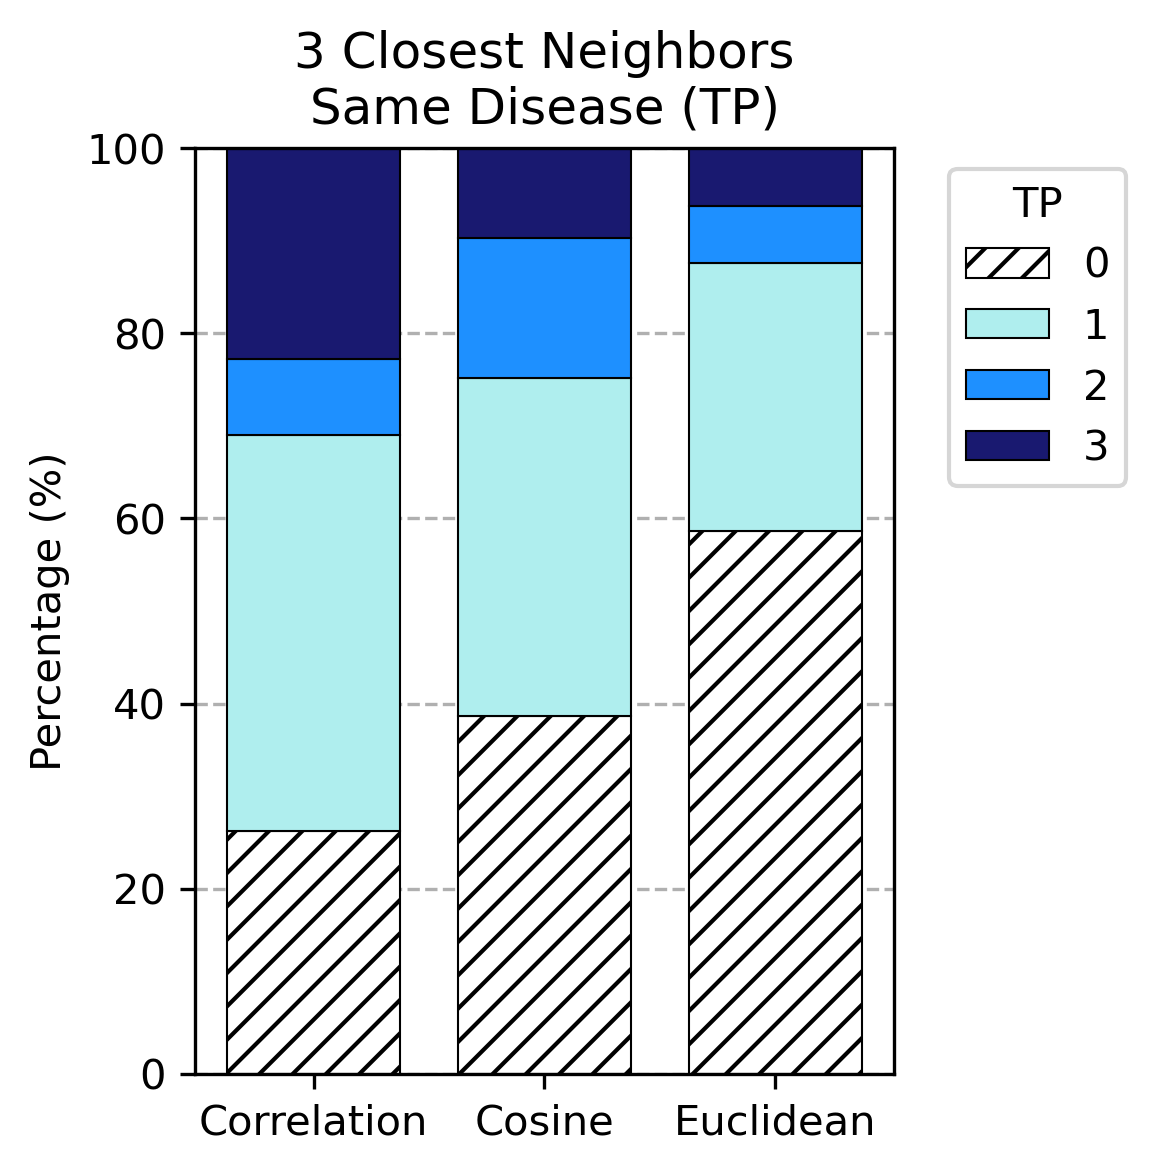 3 Closest Neighbors
Same Disease (TP)
Percentage (%)
100
80
60
40
20
0
Correlation
Cosine
Euclidean
TP
0
1
2
3